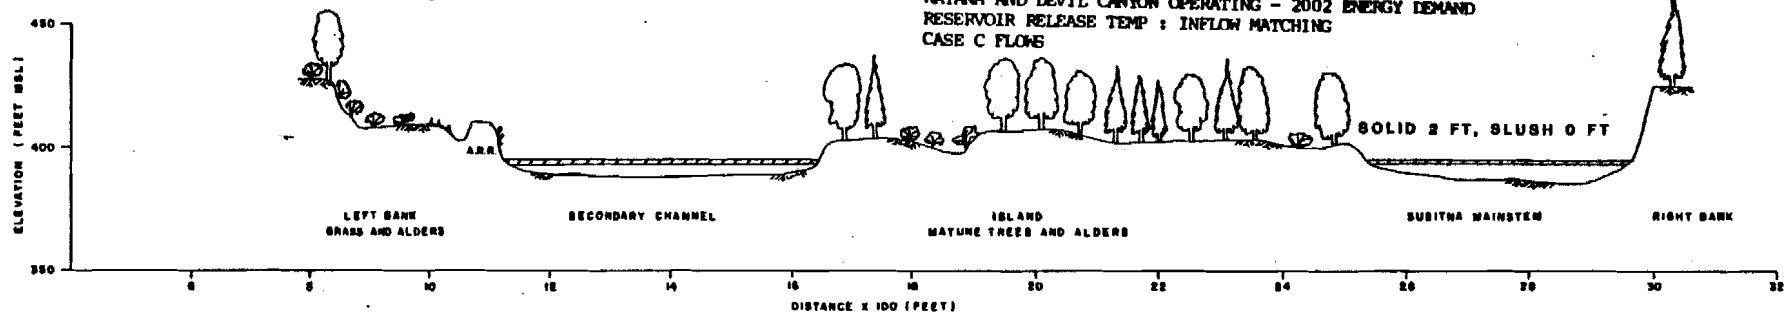 WATANA AND DEVIL CANYON OPERATING - 2002 ENERGY DEMAND
RESERVOIR RELEASE TEMP : INFLOW MATCHING
CASE C FLOWS
ELEVATION (FEET MSL)
450
400
350
A.R.R.
SOLID 2 FT, SLUSH 0 FT
LEFT BANK
GRASS AND ALDERS
SECONDARY CHANNEL
ISLAND
MATURE TREES AND ALDERS
SUSITNA MAINSTEM
RIGHT BANK
6 8 10 12 14 16 18 20 22 24 26 28 30 32
DISTANCE X 100 (FEET)